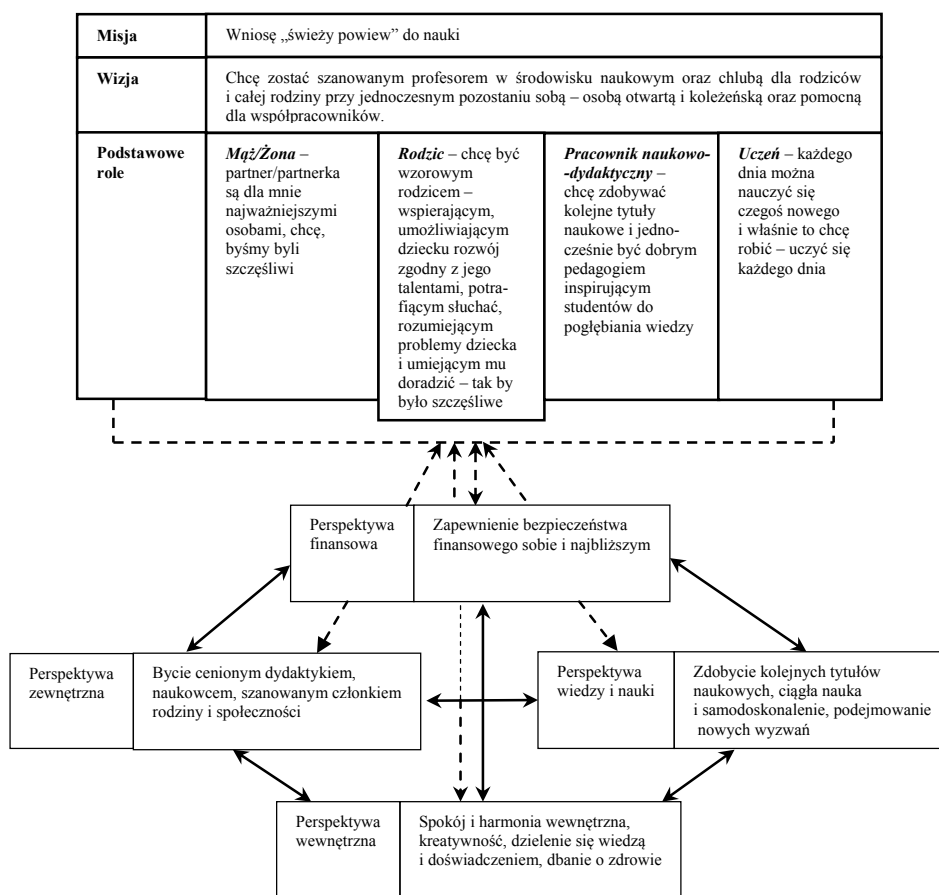 Misja
Wniosę „świeży powiew” do nauki
Wizja
Chcę zostać szanowanym profesorem w środowisku naukowym oraz chlubą dla rodziców
i całej rodziny przy jednoczesnym pozostaniu sobą – osobą otwartą i koleżeńską oraz pomocną
dla współpracowników.
Podstawowe
role
Mąż/Żona –
partner/partnerka
są dla mnie
najważniejszymi
osobami, chcę,
byśmy byli
szczęśliwi
Rodzic – chcę być
wzorowym
rodzicem –
wspierającym,
umożliwiającym
dziecku rozwój
zgodny z jego
talentami, potra-
fiącym słuchać,
rozumiejącym
problemy dziecka
i umiejącym mu
doradzić – tak by
było szczęśliwe
Pracownik naukowo-
-dydaktyczny –
chcę zdobywać
kolejne tytuły
naukowe i jedno-
cześnie być dobrym
pedagogiem
inspirującym
studentów do
pogłębiania wiedzy
Uczeń – każdego
dnia można
nauczyć się
czegoś nowego
i właśnie to chcę
robić – uczyć się
każdego dnia
Perspektywa
finansowa
Zapewnienie bezpieczeństwa
finansowego sobie i najbliższym
Perspektywa
zewnętrzna
Bycie cenionym dydaktykiem,
naukowcem, szanowanym członkiem
rodziny i społeczności
Perspektywa
wiedzy i nauki
Zdobycie kolejnych tytułów
naukowych, ciągła nauka
i samodoskonalenie, podejmowanie
nowych wyzwań
Perspektywa
wewnętrzna
Spokój i harmonia wewnętrzna,
kreatywność, dzielenie się wiedzą
i doświadczeniem, dbanie o zdrowie